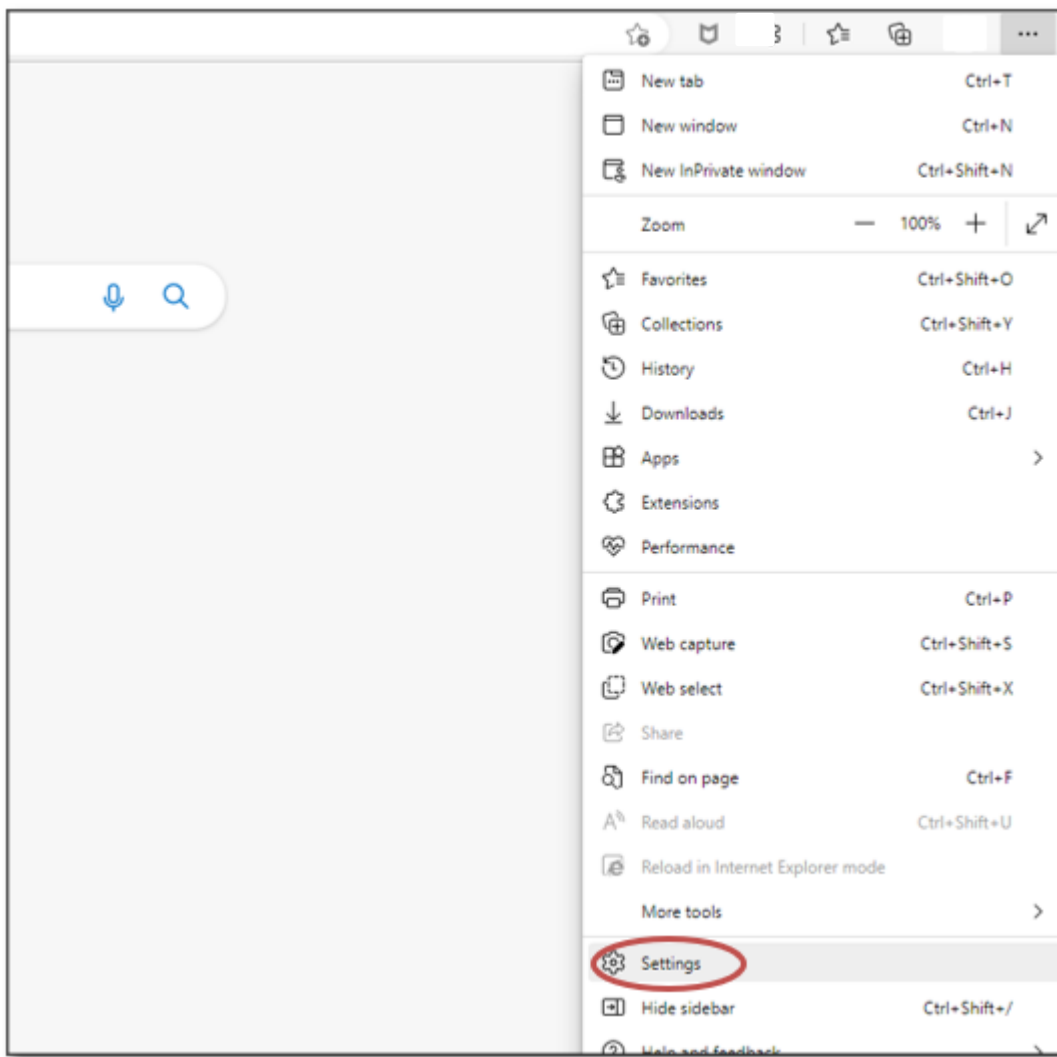 New tab Ctrl+T
New window Ctrl+N
New InPrivate window Ctrl+Shift+N
Zoom — 100% +
Favorites Ctrl+Shift+O
Collections Ctrl+Shift+Y
History Ctrl+H
Downloads Ctrl+J
Apps
Extensions
Performance
Print Ctrl+P
Web capture Ctrl+Shift+S
Web select Ctrl+Shift+X
Share
Find on page Ctrl+F
Read aloud Ctrl+Shift+U
Reload in Internet Explorer mode
More tools
Settings
Hide sidebar Ctrl+Shift+/
Help and feedback